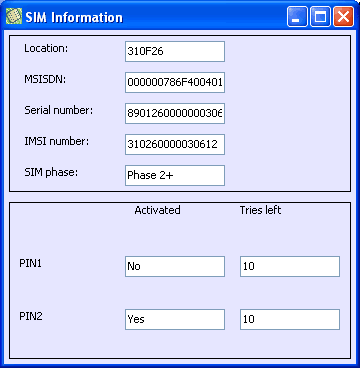 SIM Information
Location: 310F26
MSISDN: 000000786F400401
Serial number: 8901260000000306
IMSI number: 310260000030612
SIM phase: Phase 2+
Activated Tries left
PIN1 No 10
PIN2 Yes 10